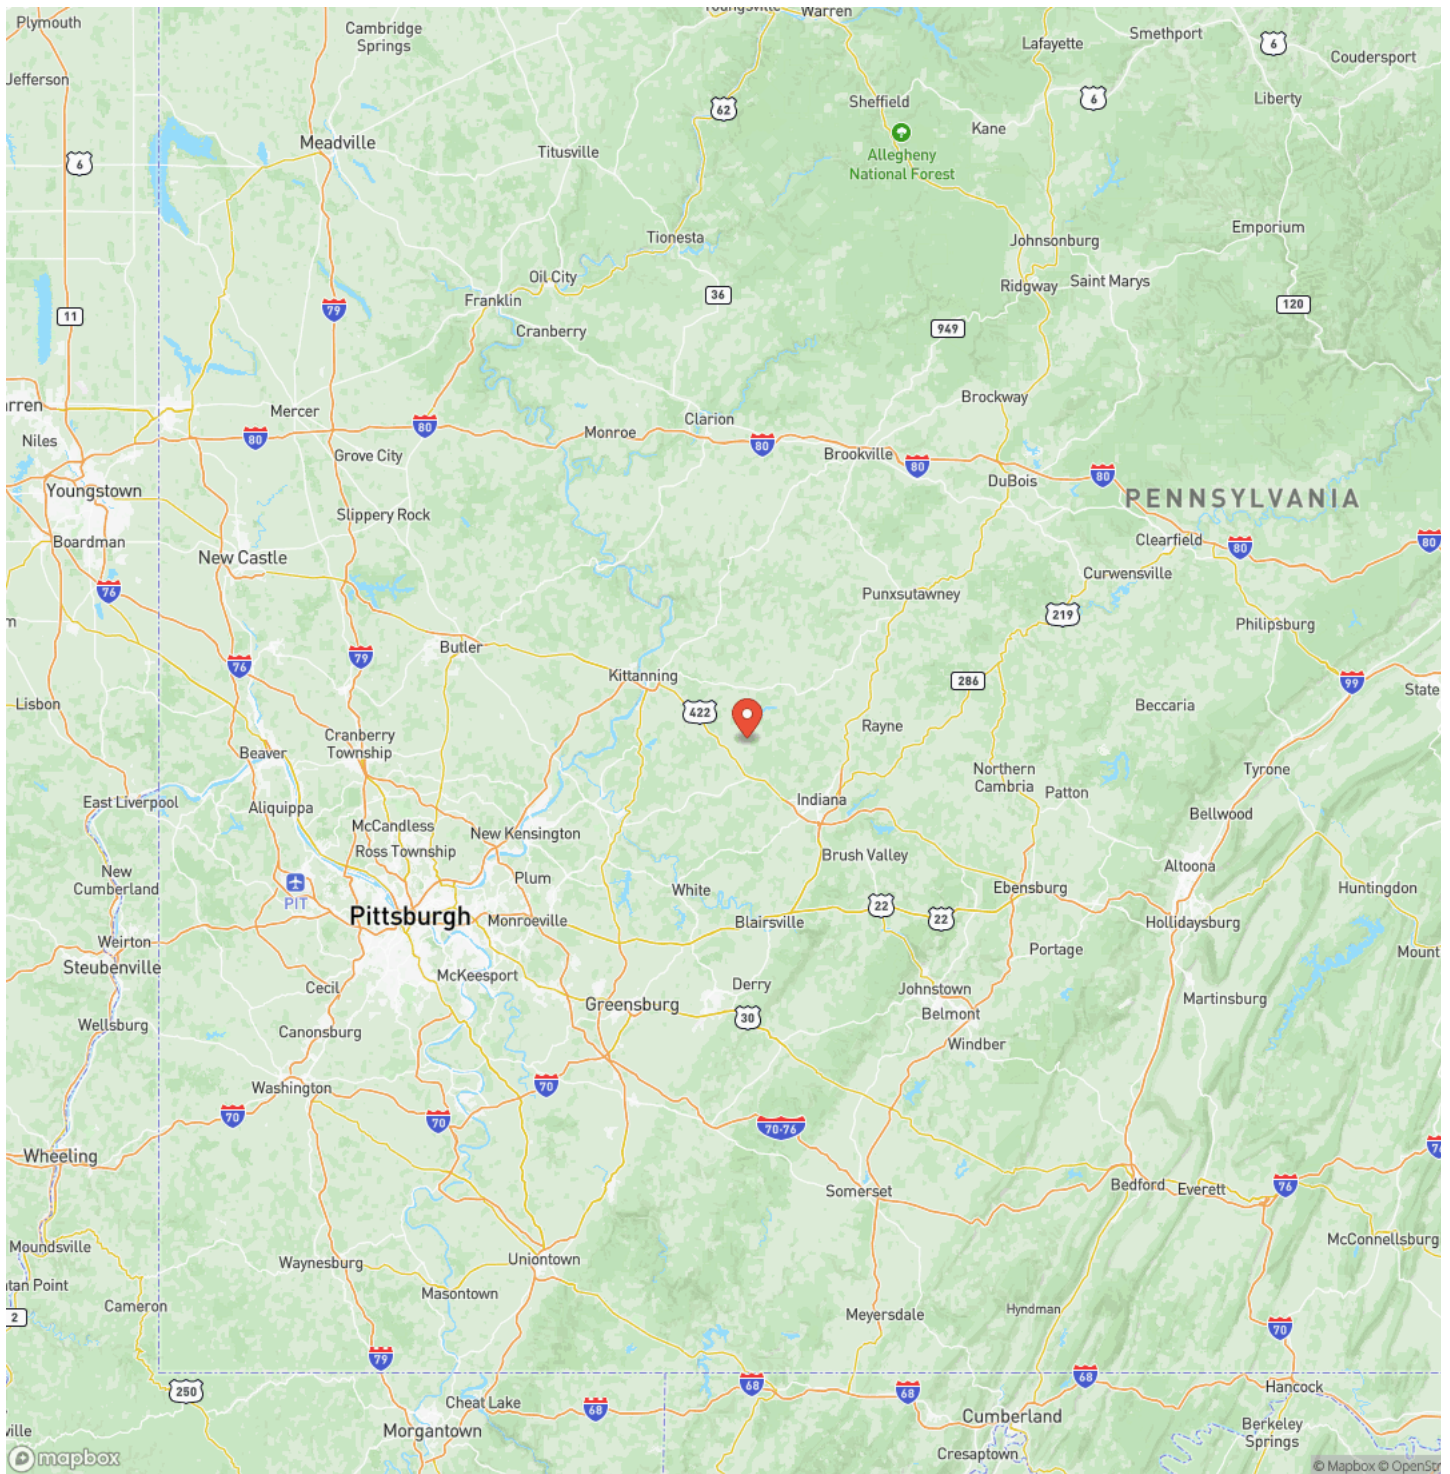 Youngsville
Warren
Plymouth
Cambridge
Springs
Lafayette
Smethport
6
Coudersport
Jefferson
62
Sheffield
6
Liberty
Kane
Meadville
Titusville
Allegheny
National Forest
6
Tionesta
Emporium
Johnsonburg
Oil City
Saint Marys
Ridgway
Franklin
36
79
120
11
Cranberry
949
Brockway
Mercer
rren
Clarion
80
Monroe
Niles
80
80
Grove City
Brookville
80
80
DuBois
Youngstown
PENNSYLVANIA
Slippery Rock
Boardman
New Castle
Clearfield
80
80
76
Curwensville
Punxsutawney
219
m
Philipsburg
Butler
79
76
Kittanning
286
99
State
Lisbon
422
Beccaria
Rayne
Cranberry
Township
Beaver
Northern
Cambria
Tyrone
Patton
East Liverpool
Aliquippa
Indiana
Bellwood
McCandless
New Kensington
Ross Township
Brush Valley
Altoona
New
Cumberland
PIT
Plum
White
Ebensburg
Huntingdon
22
22
Pittsburgh
Monroeville
Blairsville
Hollidaysburg
Weirton
Portage
Mount
Steubenville
McKeesport
Cecil
Derry
Johnstown
Martinsburg
Greensburg
Wellsburg
Canonsburg
30
Belmont
Windber
Washington
70
70
70
70-76
Wheeling
76
Somerset
Bedford
Everett
76
Moundsville
McConnellsburg
Waynesburg
Uniontown
tan Point
Masontown
Cameron
Meyersdale
Hyndman
2
70
79
68
68
68
250
Hancock
Cheat Lake
68
Cumberland
Morgantown
Berkeley
Springs
ville
Cresaptown
mapbox
© Mapbox © OpenStr